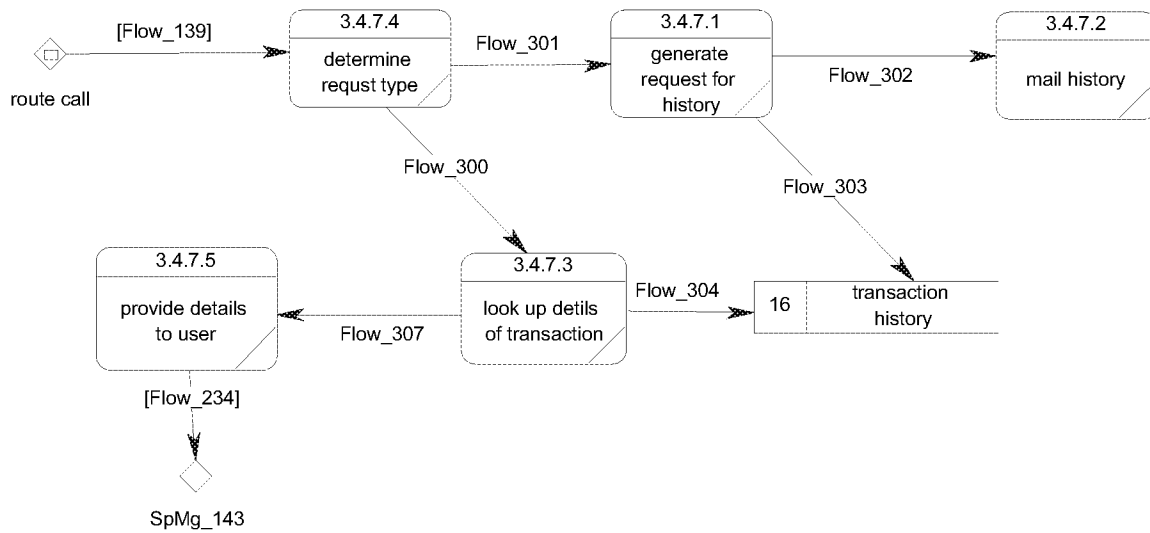 [Flow_139]
route call
3.4.7.4
determine
requst type
Flow_301
3.4.7.1
generate
request for
history
Flow_302
3.4.7.2
mail history
Flow_300
Flow_303
3.4.7.5
provide details
to user
Flow_307
3.4.7.3
look up detils
of transaction
Flow_304
16
transaction
history
[Flow_234]
SpMg_143